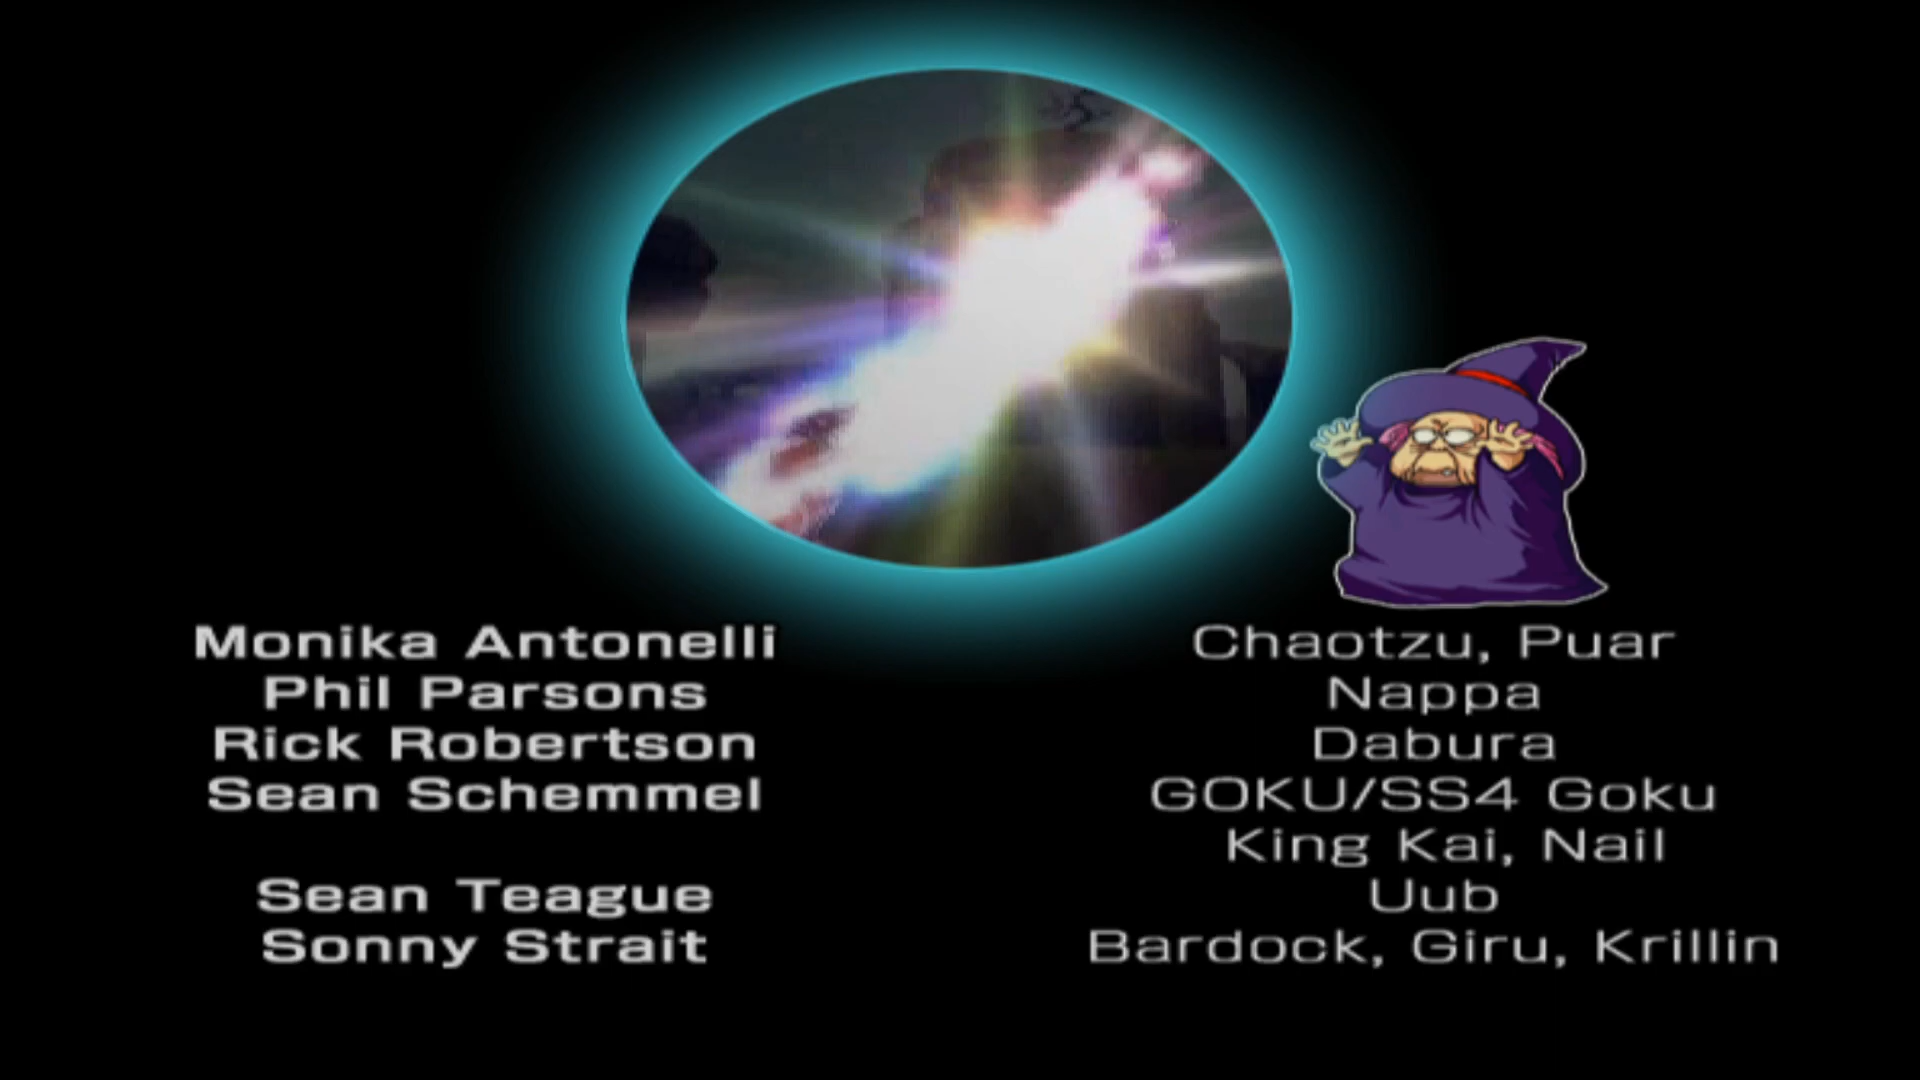 Monika Antonelli Chaotzu, Puar
Phil Parsons Nappa
Rick Robertson Dabura
Sean Schemmel GOKU/SS4 Goku
King Kai, Nail
Sean Teague Uub
Sonny Strait Bardock, Giru, Krillin